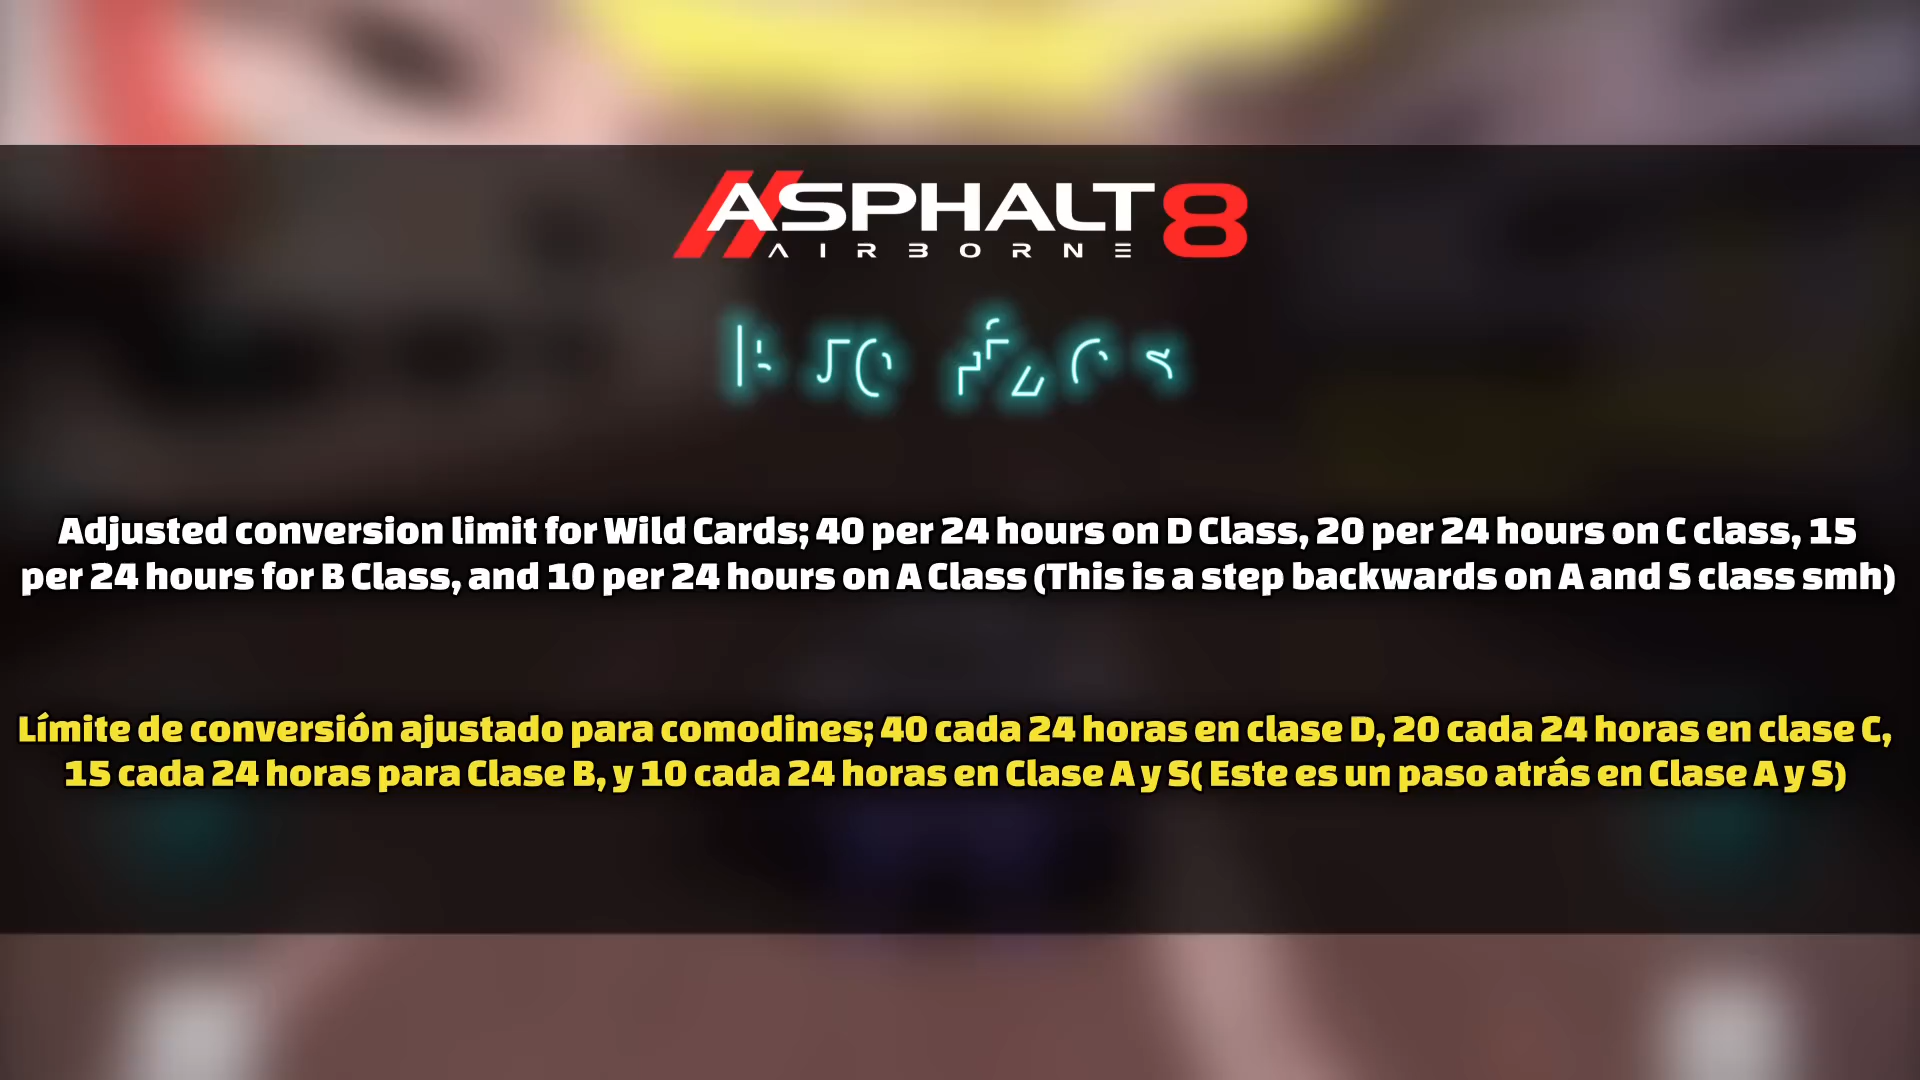 ASPHALT 8
AIRBORNE
Adjusted conversion limit for Wild Cards; 40 per 24 hours on D Class, 20 per 24 hours on C class, 15
per 24 hours for B Class, and 10 per 24 hours on A Class (This is a step backwards on A and S class smh)
Límite de conversión ajustado para comodines; 40 cada 24 horas en clase D, 20 cada 24 horas en clase C,
15 cada 24 horas para Clase B, y 10 cada 24 horas en Clase A y S( Este es un paso atrás en Clase A y S)